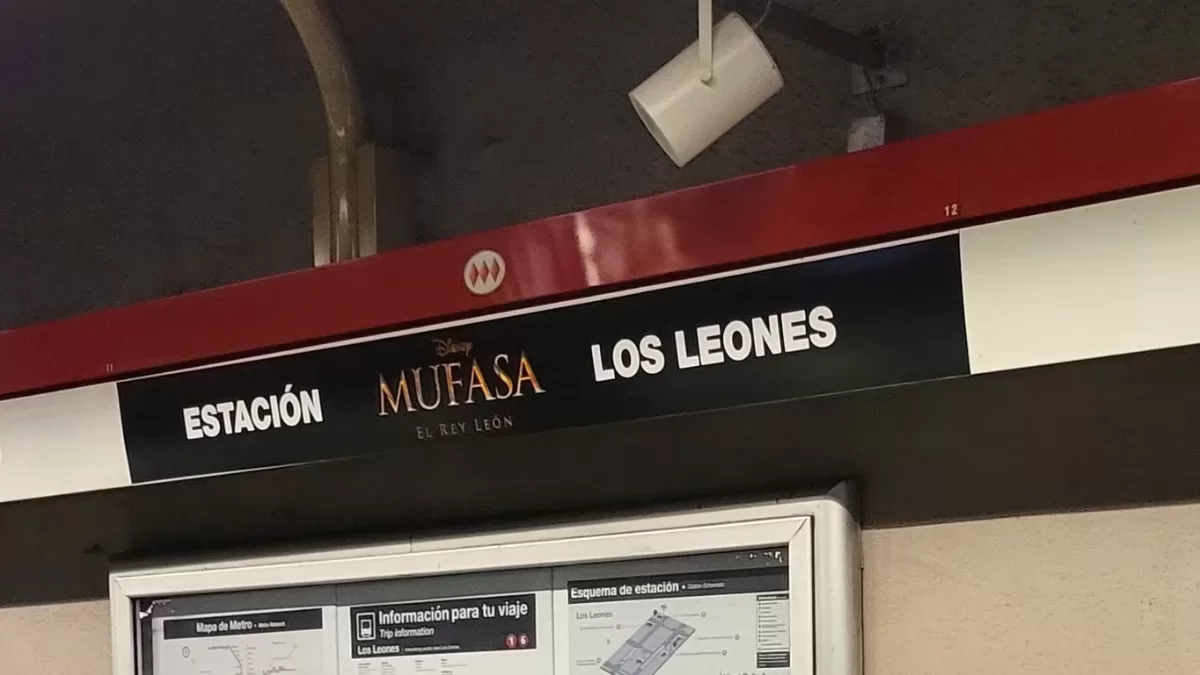 12
11
ESTACIÓN
Disney
MUFASA
EL REY LEÓN
LOS LEONES
Mapa de Metro
Información para tu viaje
Trip information
Los Leones
1 6
Esquema de estación
Los Leones